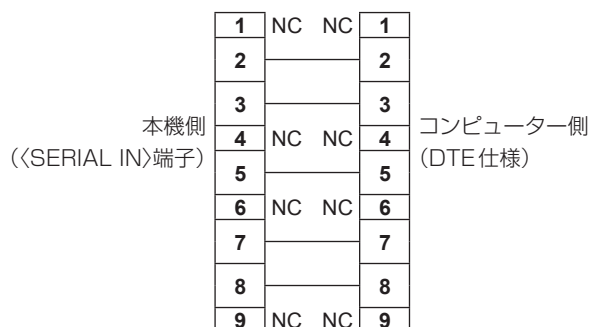 1 NC NC 1
2 2
3 3
本機側
(〈SERIAL IN〉端子)
4 NC NC 4
コンピューター側
(DTE仕様)
5 5
6 NC NC 6
7 7
8 8
9 NC NC 9